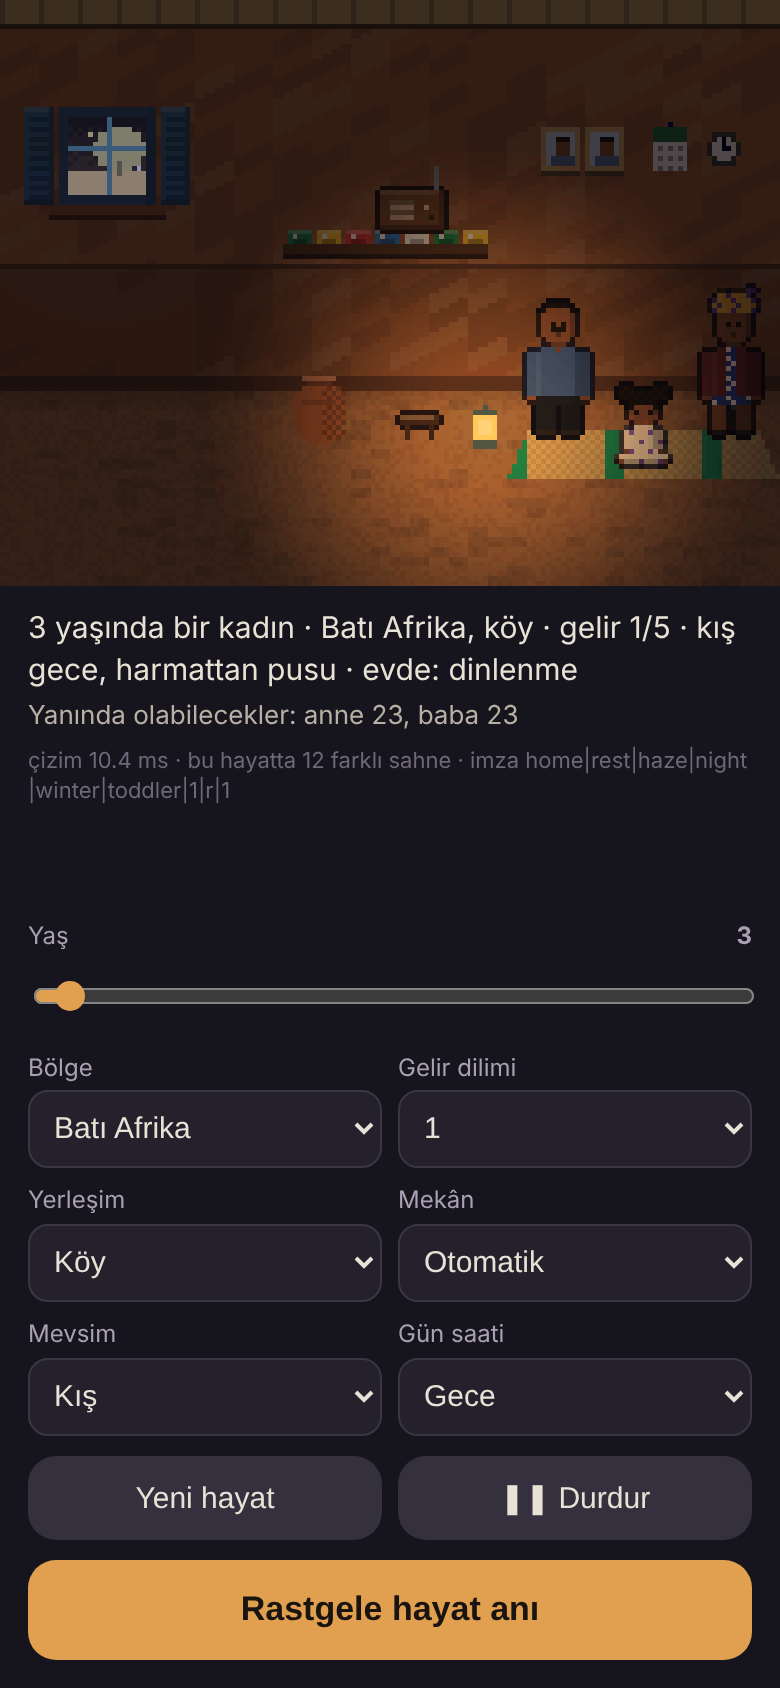 3 yaşında bir kadın · Batı Afrika, köy · gelir 1/5 · kış
gece, harmattan pusu · evde: dinlenme
Yanında olabilecekler: anne 23, baba 23
çizim 10.4 ms · bu hayatta 12 farklı sahne · imza home|rest|haze|night
|winter|toddler|1|r|1
Yaş 3
Bölge Gelir dilimi
Batı Afrika 1
Yerleşim Mekân
Köy Otomatik
Mevsim Gün saati
Kış Gece
Yeni hayat ❚❚ Durdur
Rastgele hayat anı